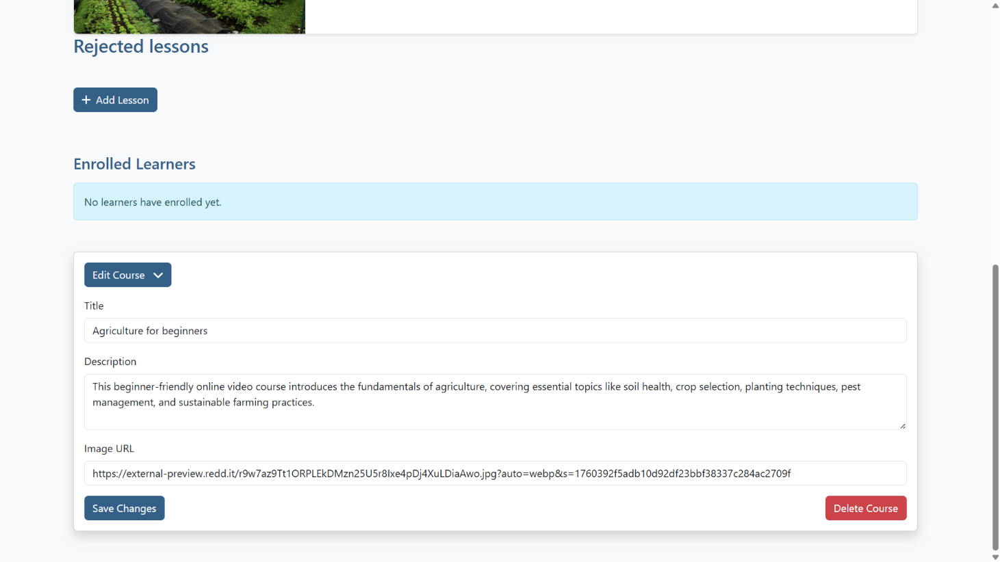 Rejected lessons
Add Lesson
Enrolled Learners
No learners have enrolled yet.
Edit Course
Title
Agriculture for beginners
Description
This beginner-friendly online video course introduces the fundamentals of agriculture, covering essential topics like soil health, crop selection, planting techniques, pest
management, and sustainable farming practices.
Image URL
https://external-preview.redd.it/r9w7az9Tt1ORPLEkDMzn25U5r8Ixe4pDj4XuLDiaAwo.jpg?auto=webp&s=1760392f5adb10d92df23bbf38337c284ac2709f
Save Changes
Delete Course